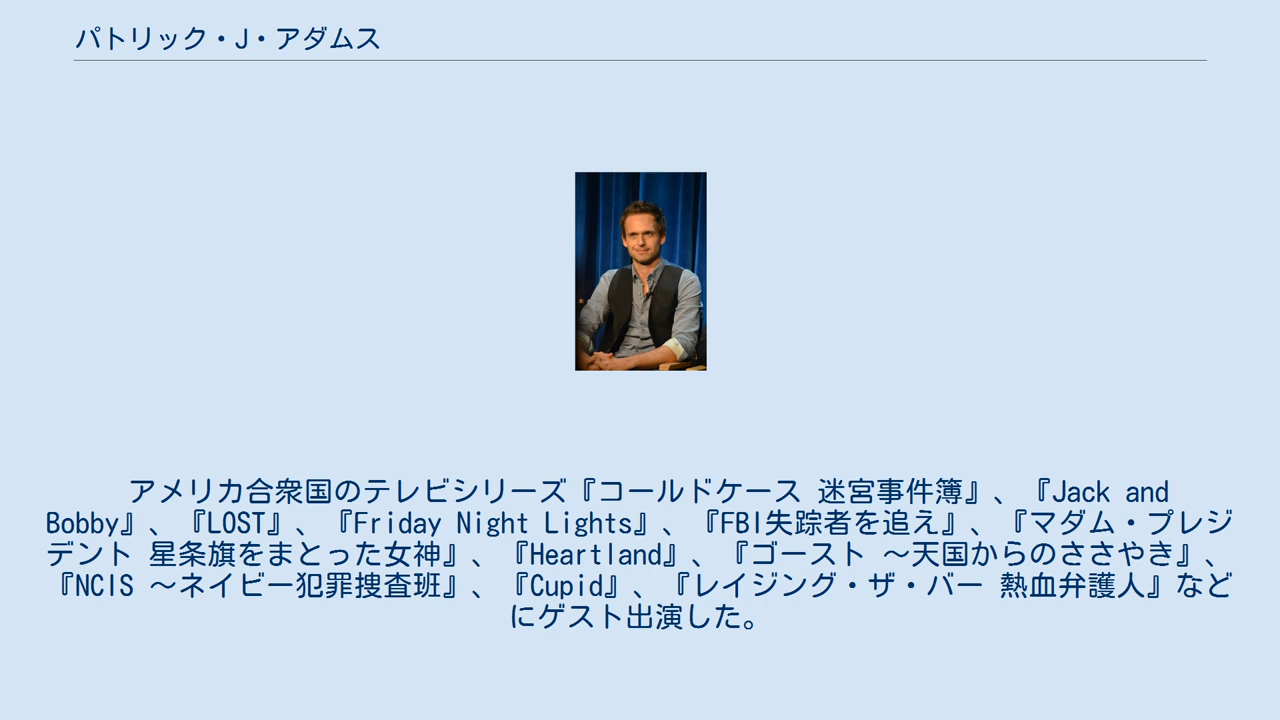 パトリック・J・アダムス
アメリカ合衆国のテレビシリーズ『コールドケース 迷宮事件簿』、『Jack and
Bobby』、『LOST』、『Friday Night Lights』、『FBI失踪者を追え』、『マダム・プレジ
デント 星条旗をまとった女神』、『Heartland』、『ゴースト ～天国からのささやき』、
『NCIS ～ネイビー犯罪捜査班』、『Cupid』、『レイジング・ザ・バー 熱血弁護人』など
にゲスト出演した。